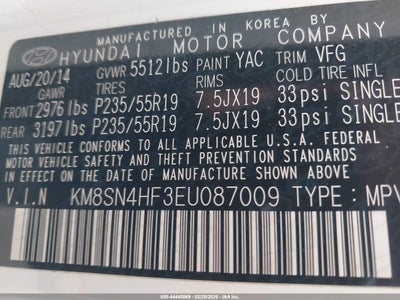 MANUFACTURED IN KOREA BY
HYUNDAI MOTOR COMPANY
AUG/20/14 GVWR 5512lbs PAINT YAC TRIM VFG
GAWR TIRES RIMS COLD TIRE INFL
FRONT 2976lbs P235/55R19 7.5JX19 33psi SINGLE
REAR 3197lbs P235/55R19 7.5JX19 33psi SINGLE
THIS VEHICLE CONFORMS TO ALL APPLICABLE U.S.A. FEDERAL
MOTOR VEHICLE SAFETY STANDARDS IN EFFECT ON THE
DATE OF MANUFACTURE SHOWN ABOVE.
V.I.N KM8SN4HF3EU087009 TYPE: MPV